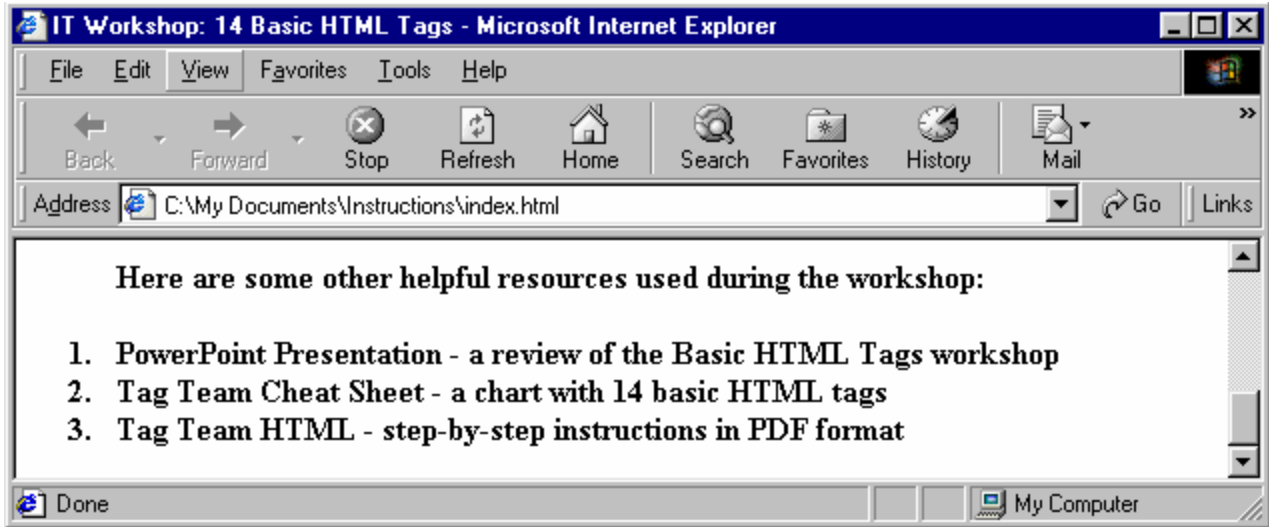 IT Workshop: 14 Basic HTML Tags - Microsoft Internet Explorer
File Edit View Favorites Tools Help
Back Forward Stop Refresh Home Search Favorites History Mail »
Address C:\My Documents\Instructions\index.html Go Links
Here are some other helpful resources used during the workshop:
1. PowerPoint Presentation - a review of the Basic HTML Tags workshop
2. Tag Team Cheat Sheet - a chart with 14 basic HTML tags
3. Tag Team HTML - step-by-step instructions in PDF format
Done My Computer